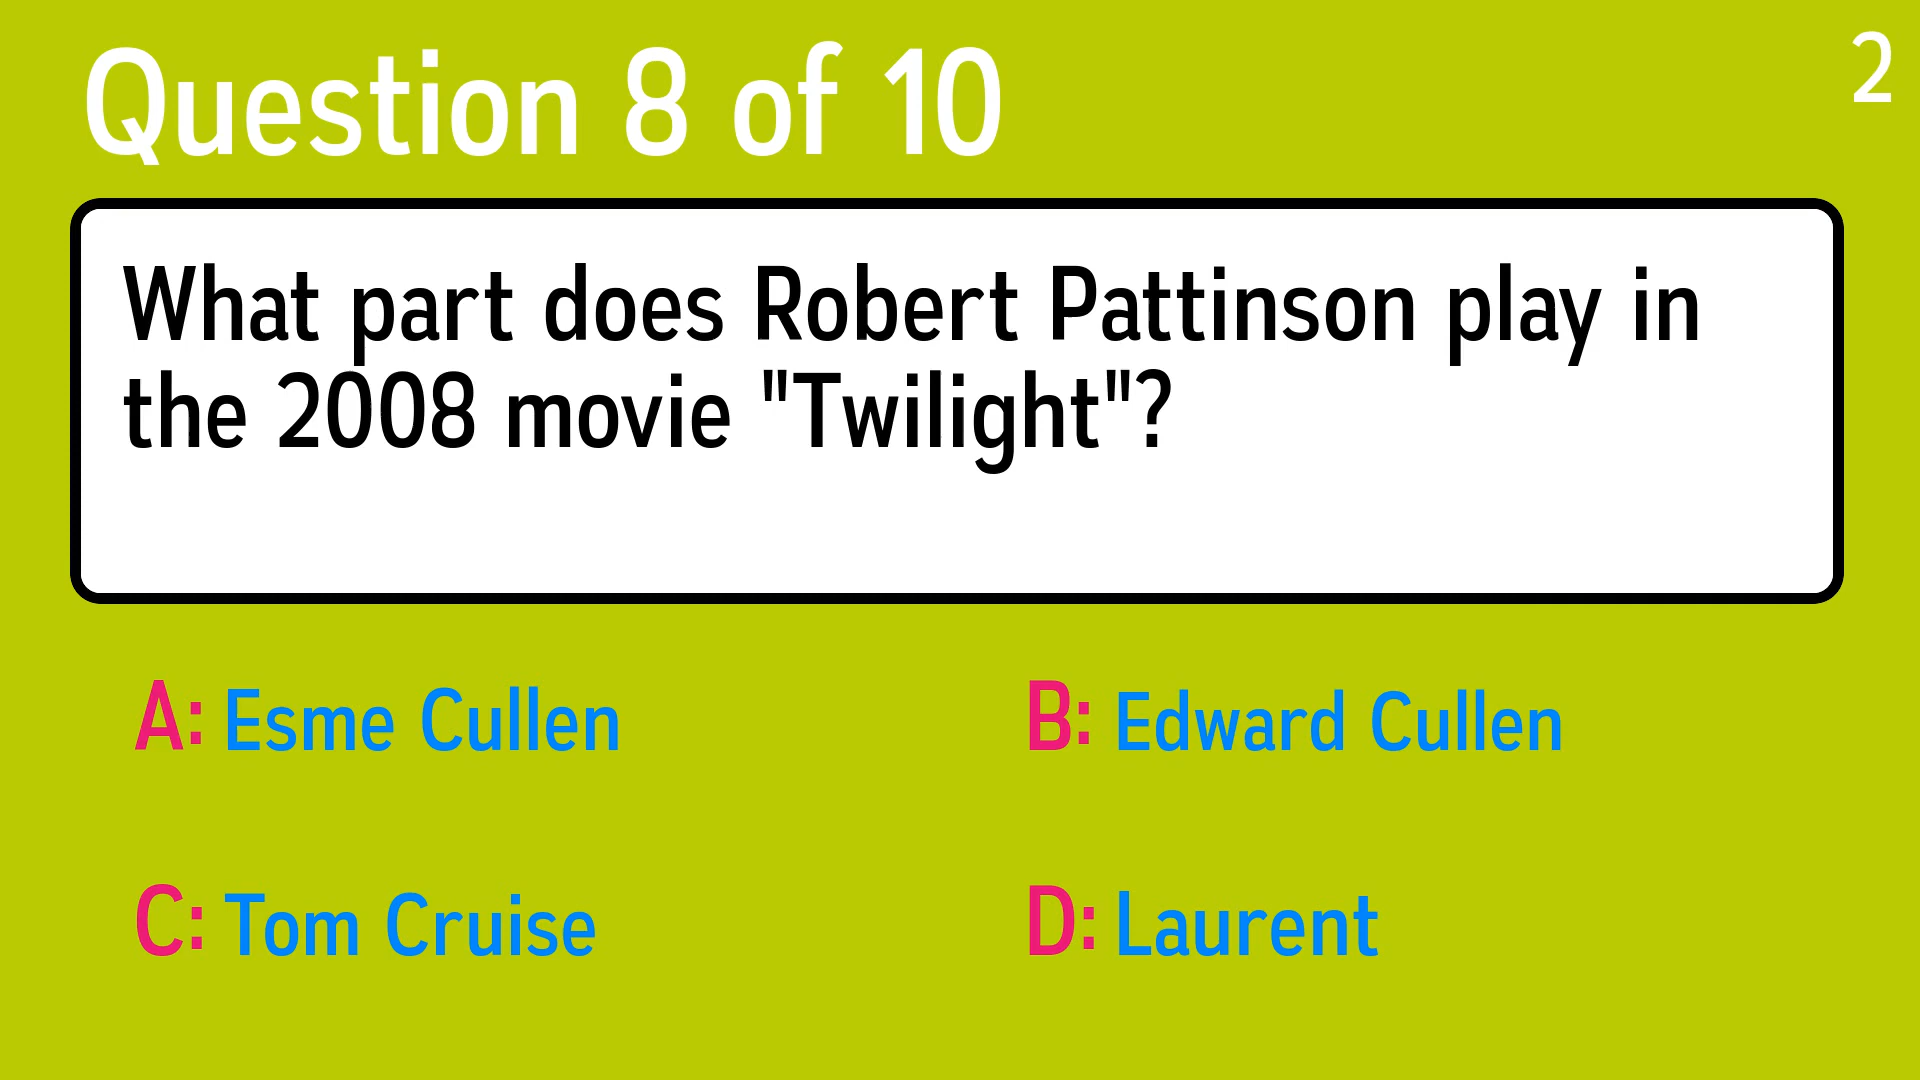 Question 8 of 10
2
What part does Robert Pattinson play in
the 2008 movie "Twilight"?
A: Esme Cullen
B: Edward Cullen
C: Tom Cruise
D: Laurent